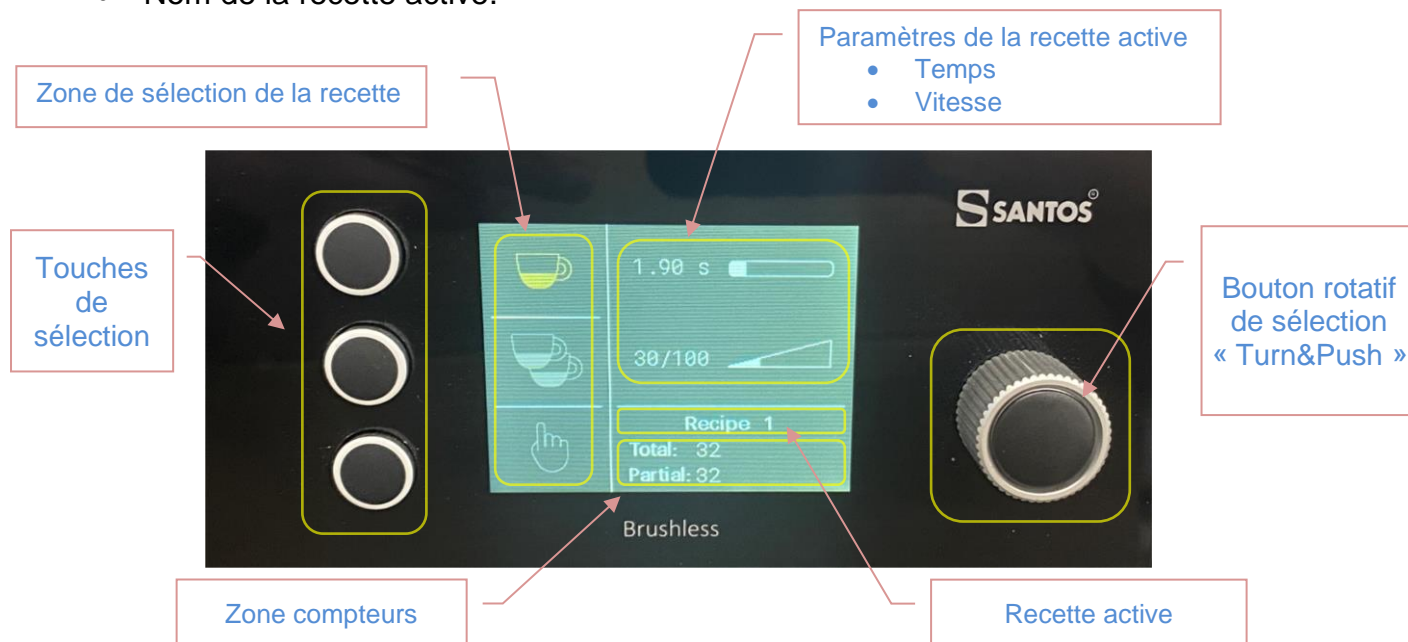 • Nom de la recette active.
Paramètres de la recette active
• Temps
• Vitesse
Zone de sélection de la recette
Touches
de
sélection
SANTOS
1.90 s
30/100
Recipe 1
Total: 32
Partial: 32
Brushless
Bouton rotatif
de sélection
« Turn&Push »
Zone compteurs
Recette active